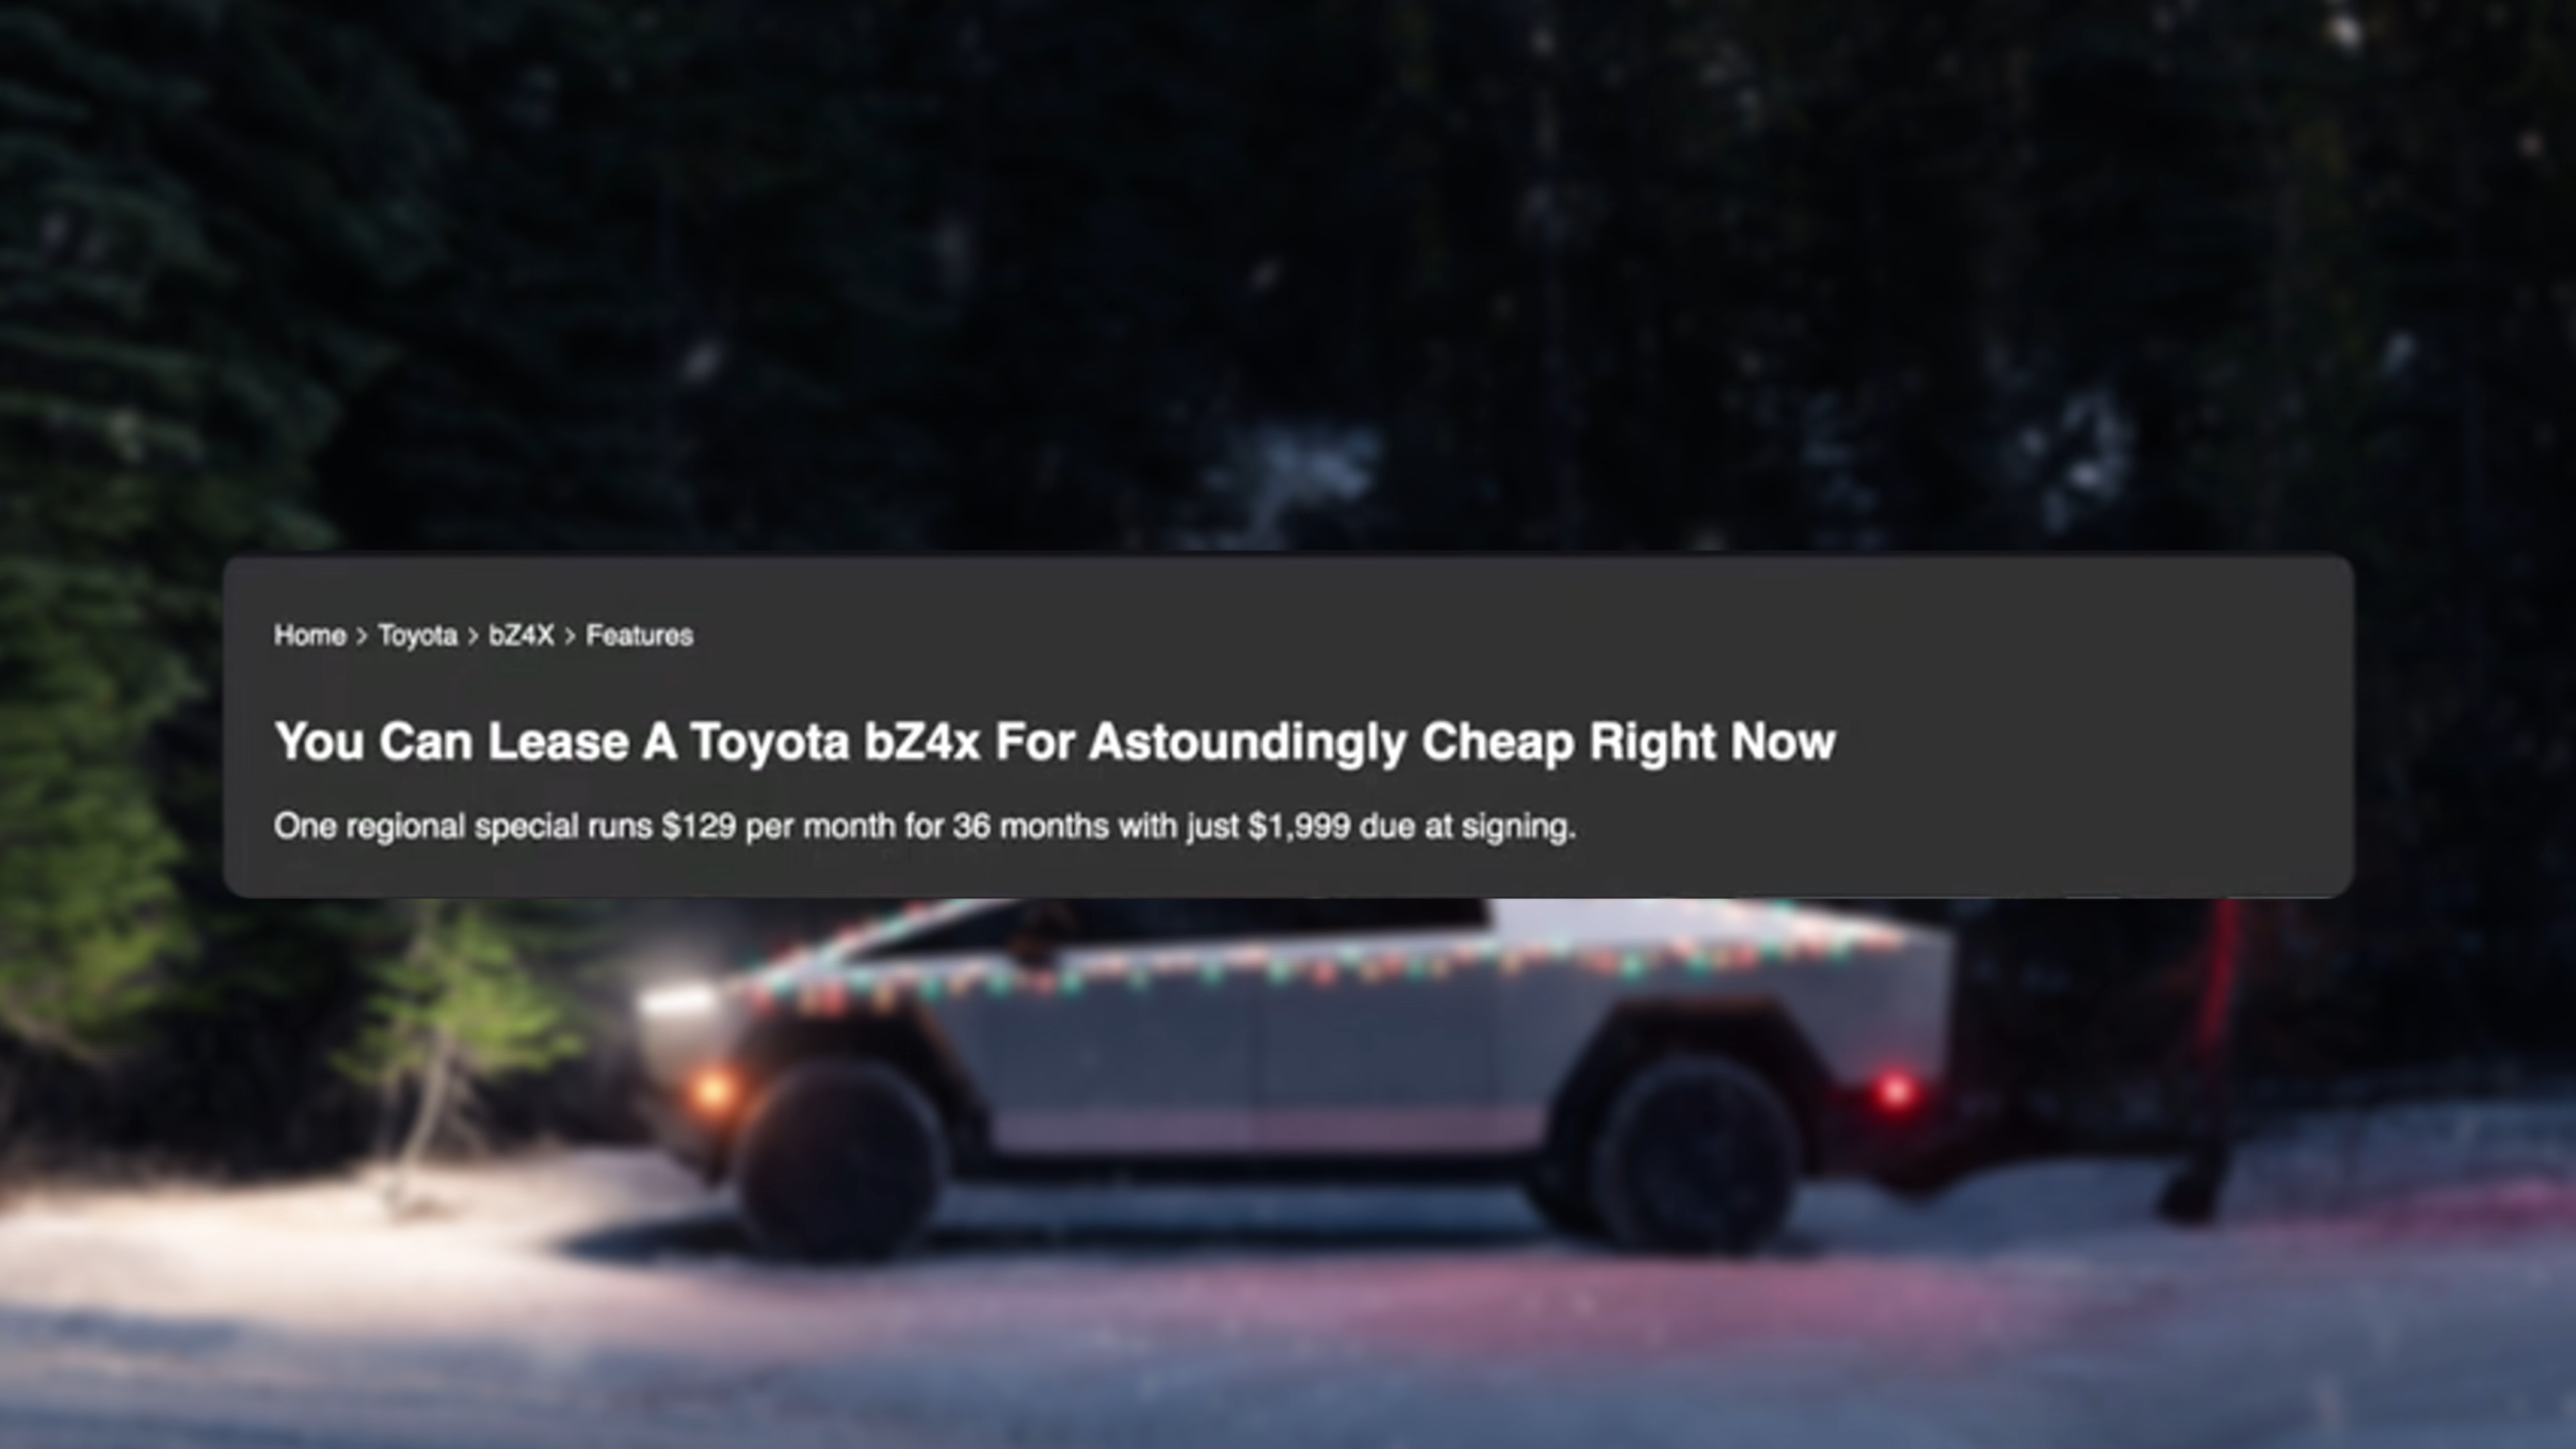 Home > Toyota > bZ4X > Features
You Can Lease A Toyota bZ4x For Astoundingly Cheap Right Now
One regional special runs $129 per month for 36 months with just $1,999 due at signing.